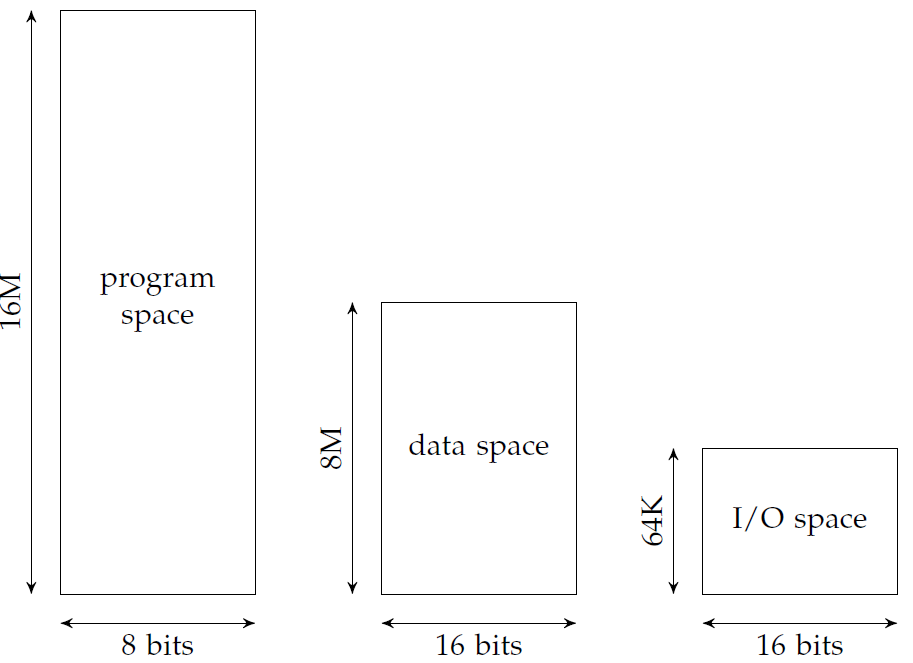 16M
program
space
8 bits
8M
data space
16 bits
64K
I/O space
16 bits